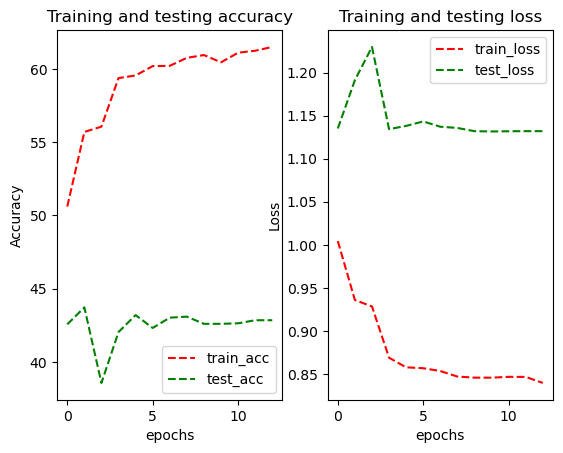 Training and testing accuracy
60
55
50
45
40
Accuracy
0
5
10
epochs
train_acc
test_acc
Training and testing loss
train_loss
test_loss
1.20
1.15
1.10
1.05
1.00
0.95
0.90
0.85
Loss
0
5
10
epochs